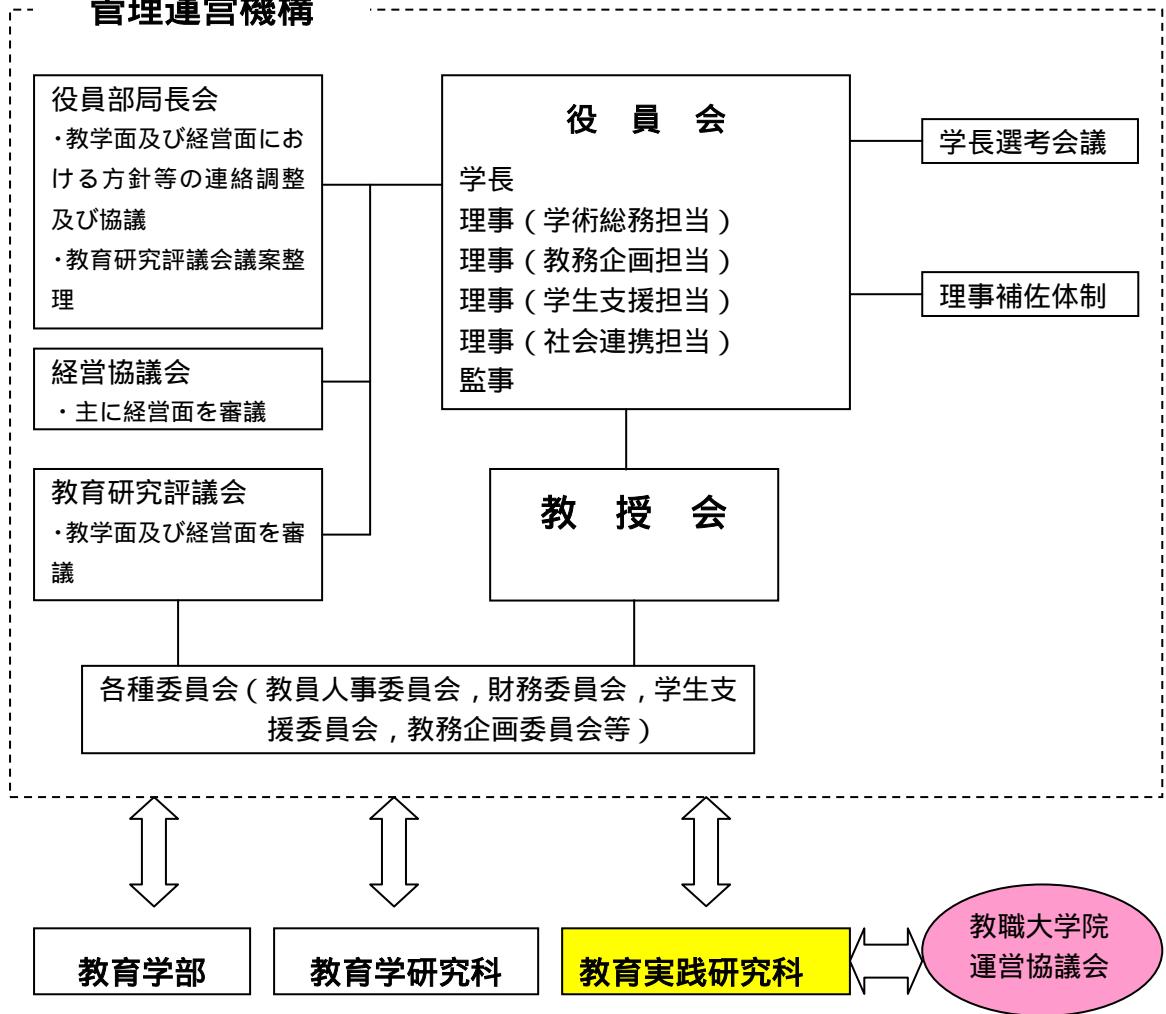 管理運営機構
役員部局長会
・教学面及び経営面にお
ける方針等の連絡調整
及び協議
・教育研究評議会議案整
理
経営協議会
・主に経営面を審議
教育研究評議会
・教学面及び経営面を審
議
役 員 会
学長
理事（学術総務担当）
理事（教務企画担当）
理事（学生支援担当）
理事（社会連携担当）
監事
学長選考会議
理事補佐体制
教 授 会
各種委員会（教員人事委員会，財務委員会，学生支
援委員会，教務企画委員会等）
教育学部
教育学研究科
教育実践研究科
教職大学院
運営協議会